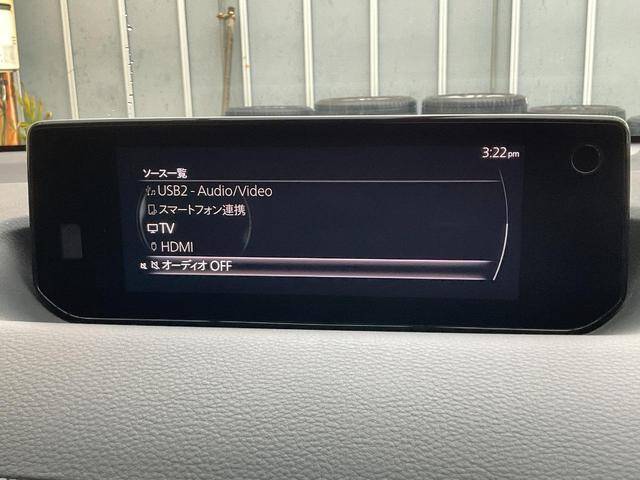 3:22pm
ソース一覧
USB2 - Audio/Video
スマートフォン連携
TV
HDMI
オーディオ OFF